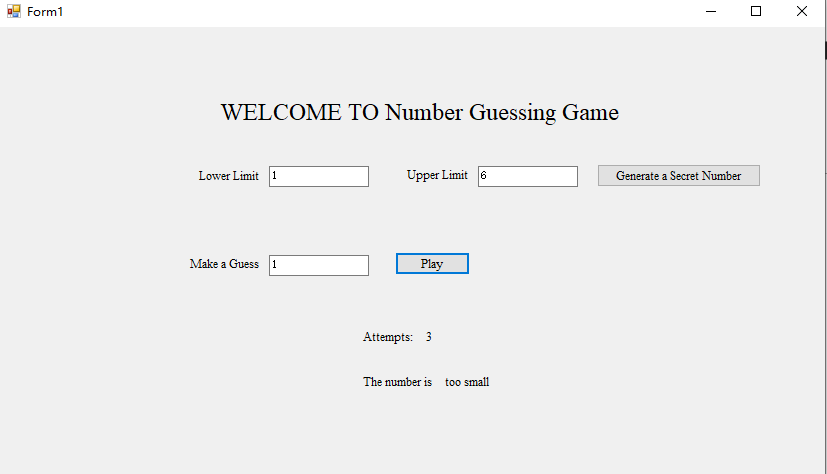 Form1
WELCOME TO Number Guessing Game
Lower Limit 1 Upper Limit 6 Generate a Secret Number
Make a Guess 1 Play
Attempts: 3
The number is too small